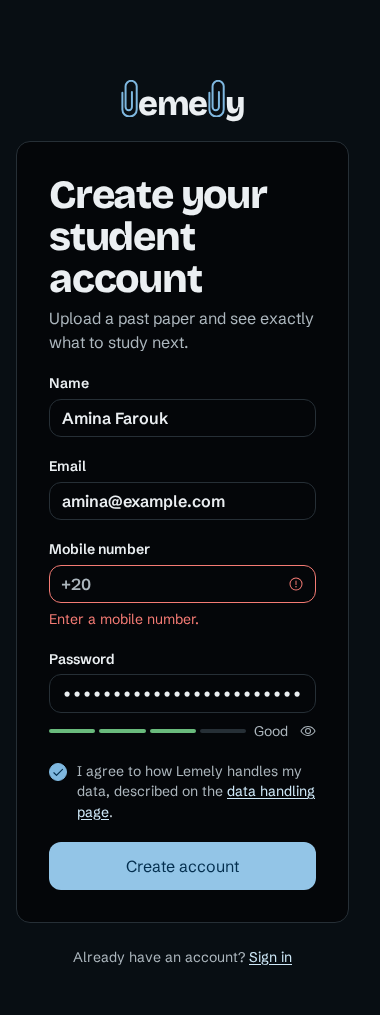 lemely
Create your
student
account
Upload a past paper and see exactly
what to study next.
Name
Amina Farouk
Email
amina@example.com
Mobile number
+20
Enter a mobile number.
Password
••••••••••••••••••••••••
Good
I agree to how Lemely handles my
data, described on the data handling
page.
Create account
Already have an account? Sign in